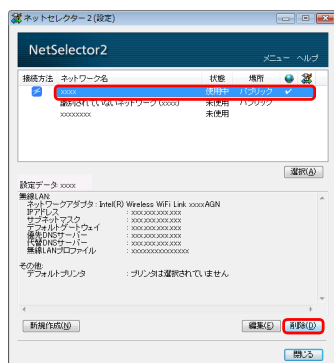 ネットセレクター2(設定)
NetSelector2
メニュー ヘルプ
接続方法 ネットワーク名 状態 場所
xxxx 使用中 パブリック
識別されていないネットワーク (xxxx) 未使用 パブリック
xxxxxxxx 未使用
選択(A)
設定データ: xxxx
無線LAN:
ネットワークアダプタ : Intel(R) Wireless WiFi Link xxxxAGN
IPアドレス : xxx.xxx.xxx.xxx
サブネットマスク : xxx.xxx.xxx.xxx
デフォルトゲートウェイ : xxx.xxx.xxx.xxx
優先DNSサーバー : xxx.xxx.xxx.xxx
代替DNSサーバー : xxx.xxx.xxx.xxx
無線LANプロファイル : xxxxxxxxxxxxxxx
その他:
デフォルトプリンタ : プリンタは選択されていません
新規作成(N) 編集(E) 削除(D)
閉じる